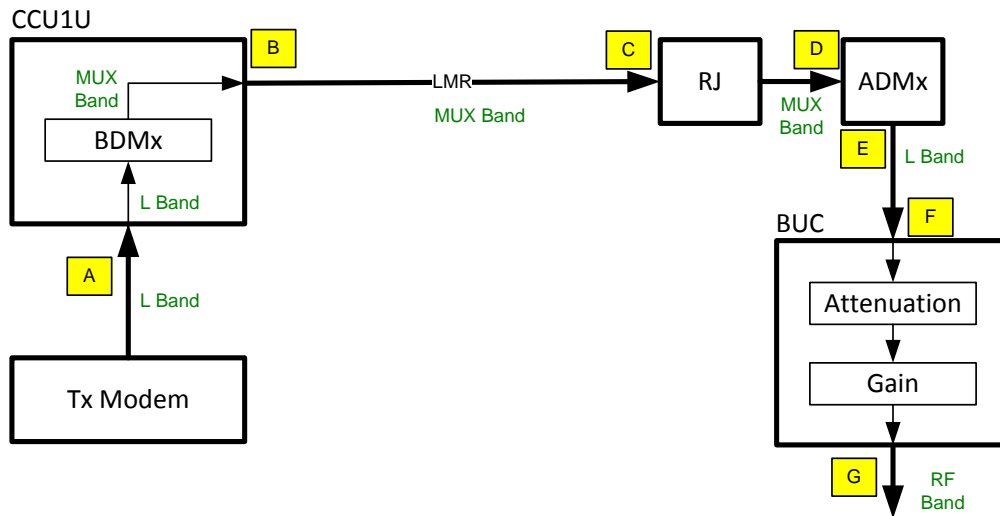 CCU1U
B
C
D
MUX
Band
BDMx
L Band
LMR
MUX Band
RJ
MUX
Band
ADMx
E
L Band
A
L Band
Tx Modem
F
BUC
Attenuation
Gain
G
RF
Band